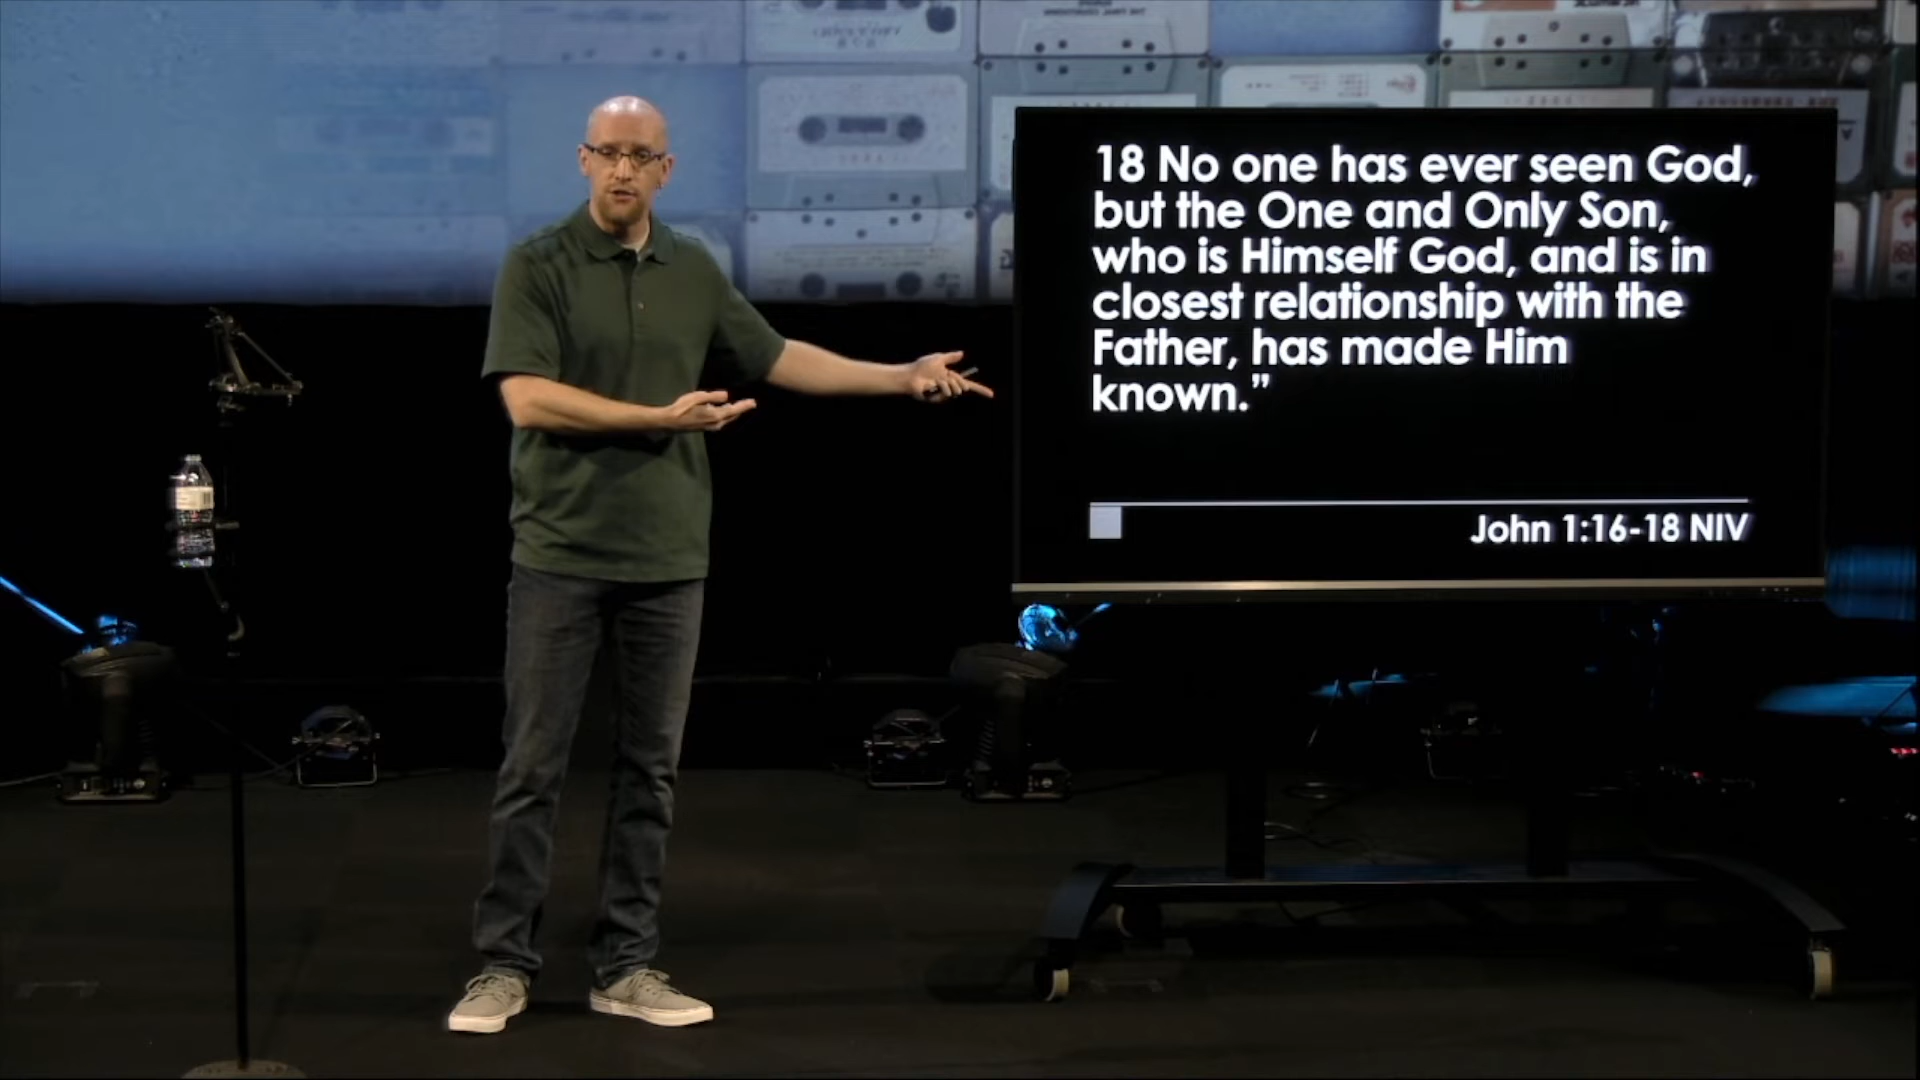 18 No one has ever seen God,
but the One and Only Son,
who is Himself God, and is in
closest relationship with the
Father, has made Him
known.”
John 1:16-18 NIV